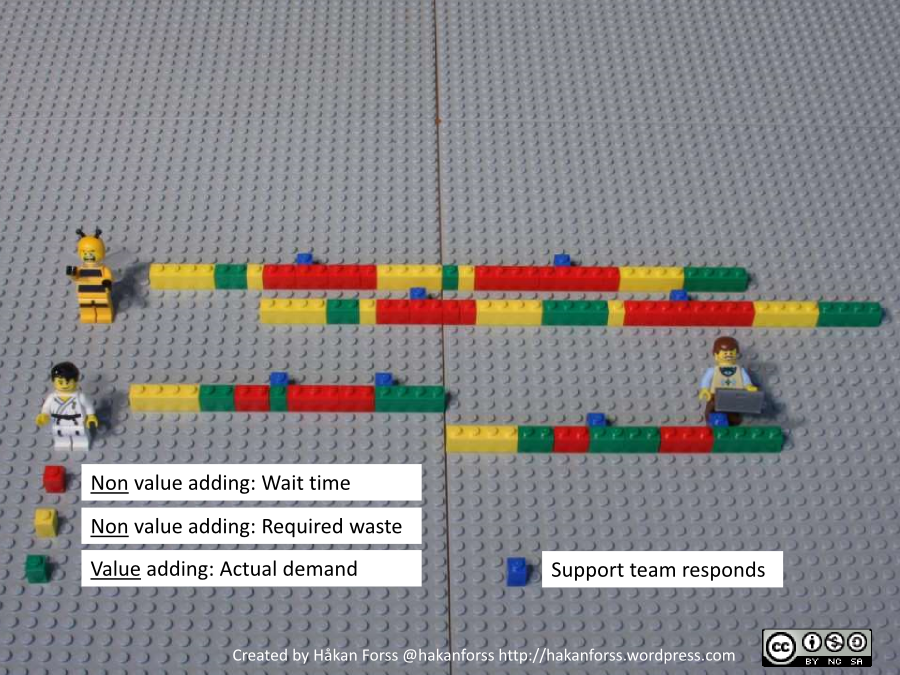 Non value adding: Wait time
Non value adding: Required waste
Value adding: Actual demand
Support team responds
Created by Håkan Forss @hakanforss http://hakanforss.wordpress.com
cc
BY NC SA